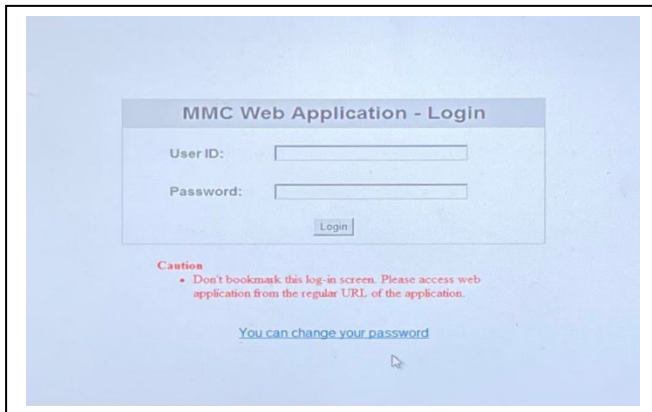 MMC Web Application - Login
User ID:
Password:
Login
Caution
• Don't bookmark this log-in screen. Please access web
application from the regular URL of the application.
You can change your password